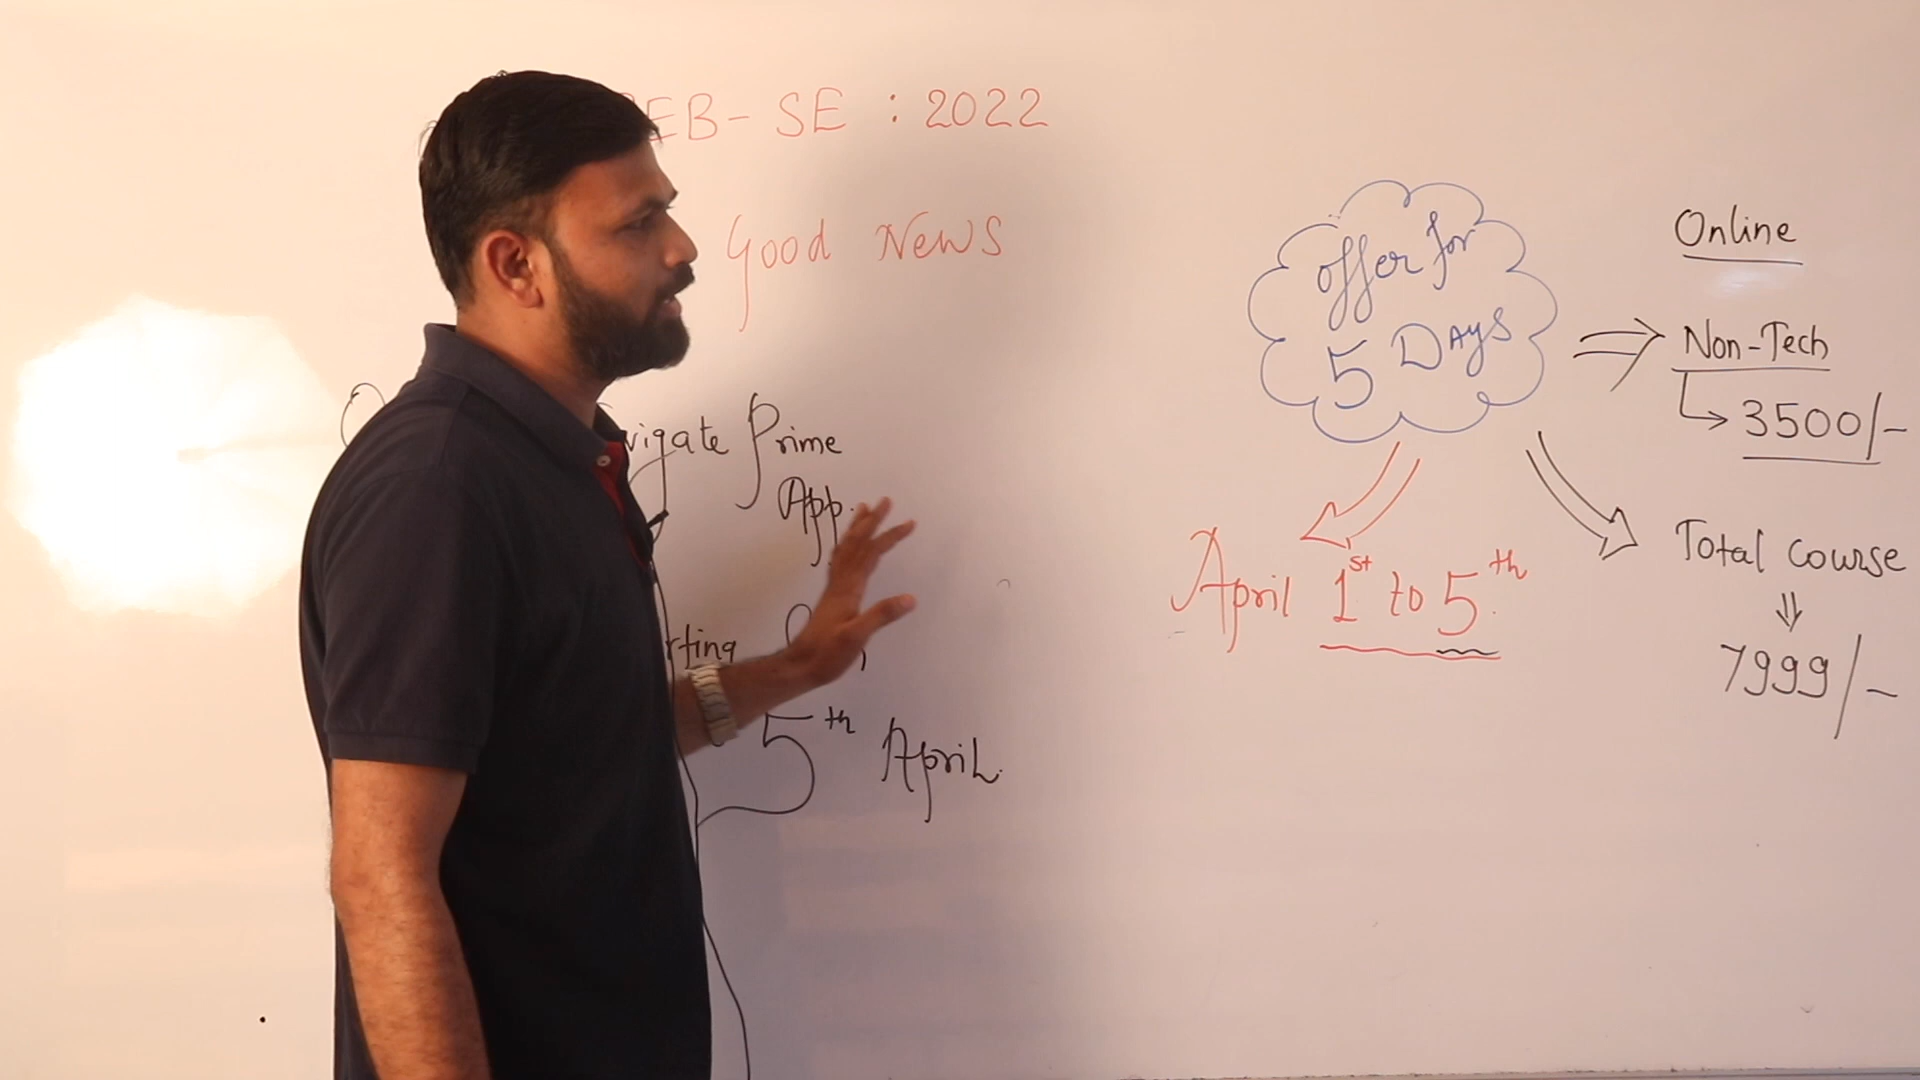 EB- SE : 2022
Good News
vigate Prime
App.
rting
5th April.
offer for
5 Days
April 1st to 5th.
Online
Non-Tech
3500/-
Total course
7999/-